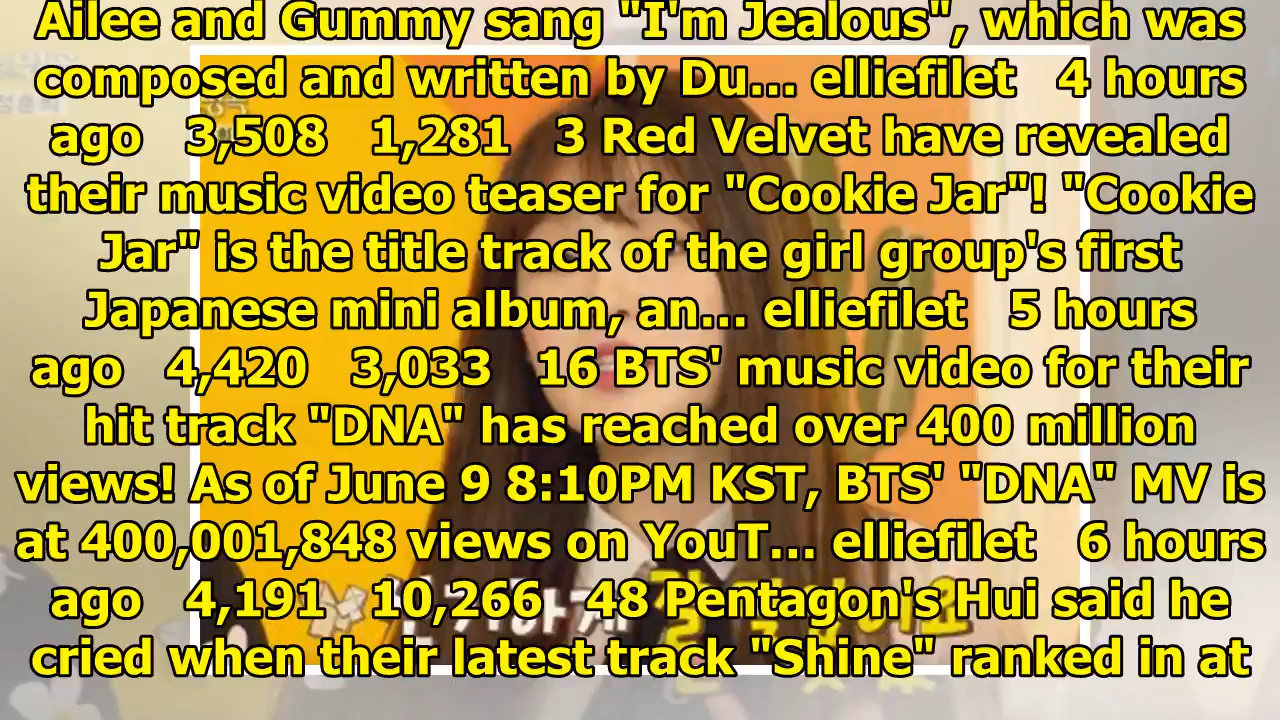 Ailee and Gummy sang "I'm Jealous", which was
composed and written by Du... elliefilet 4 hours
ago 3,508 1,281 3 Red Velvet have revealed
their music video teaser for "Cookie Jar"! "Cookie
Jar" is the title track of the girl group's first
Japanese mini album, an... elliefilet 5 hours
ago 4,420 3,033 16 BTS' music video for their
hit track "DNA" has reached over 400 million
views! As of June 9 8:10PM KST, BTS' "DNA" MV is
at 400,001,848 views on YouT... elliefilet 6 hours
ago 4,191 10,266 48 Pentagon's Hui said he
cried when their latest track "Shine" ranked in at